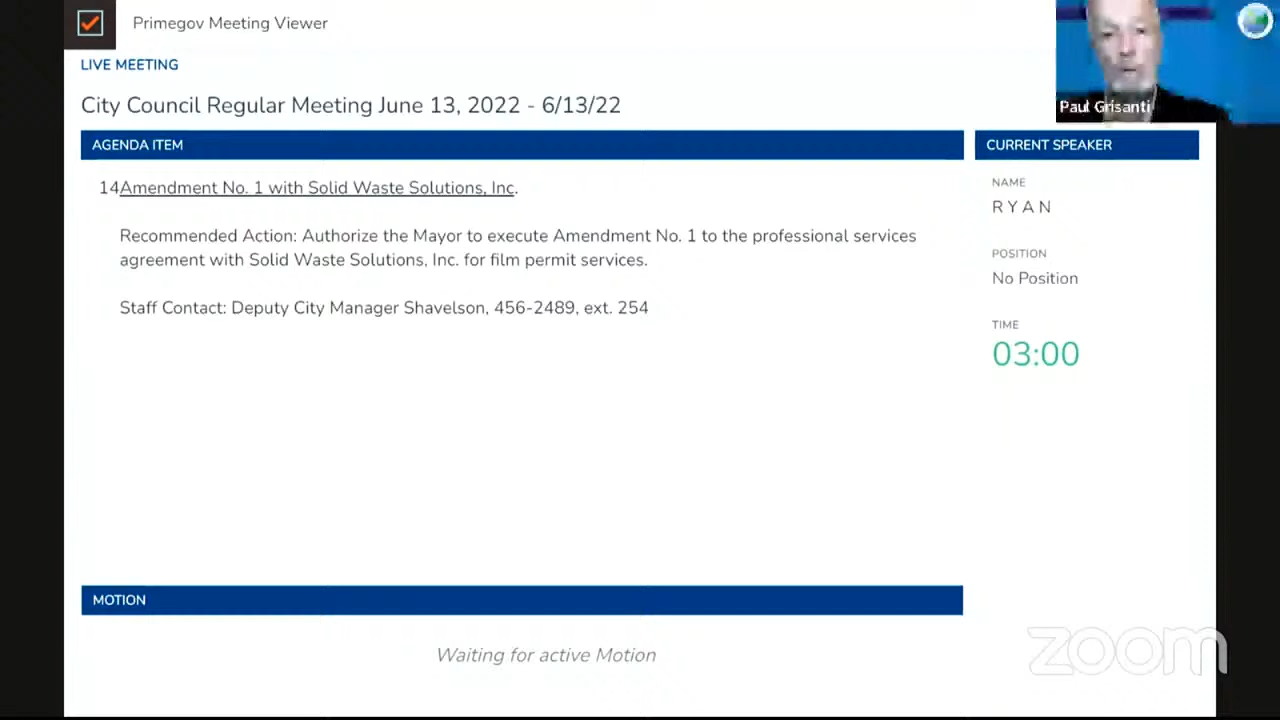 Primegov Meeting Viewer
LIVE MEETING
City Council Regular Meeting June 13, 2022 - 6/13/22
Paul Grisanti
AGENDA ITEM
CURRENT SPEAKER
14Amendment No. 1 with Solid Waste Solutions, Inc.
Recommended Action: Authorize the Mayor to execute Amendment No. 1 to the professional services
agreement with Solid Waste Solutions, Inc. for film permit services.
Staff Contact: Deputy City Manager Shavelson, 456-2489, ext. 254
NAME
R Y A N
POSITION
No Position
TIME
03:00
MOTION
Waiting for active Motion
zoom